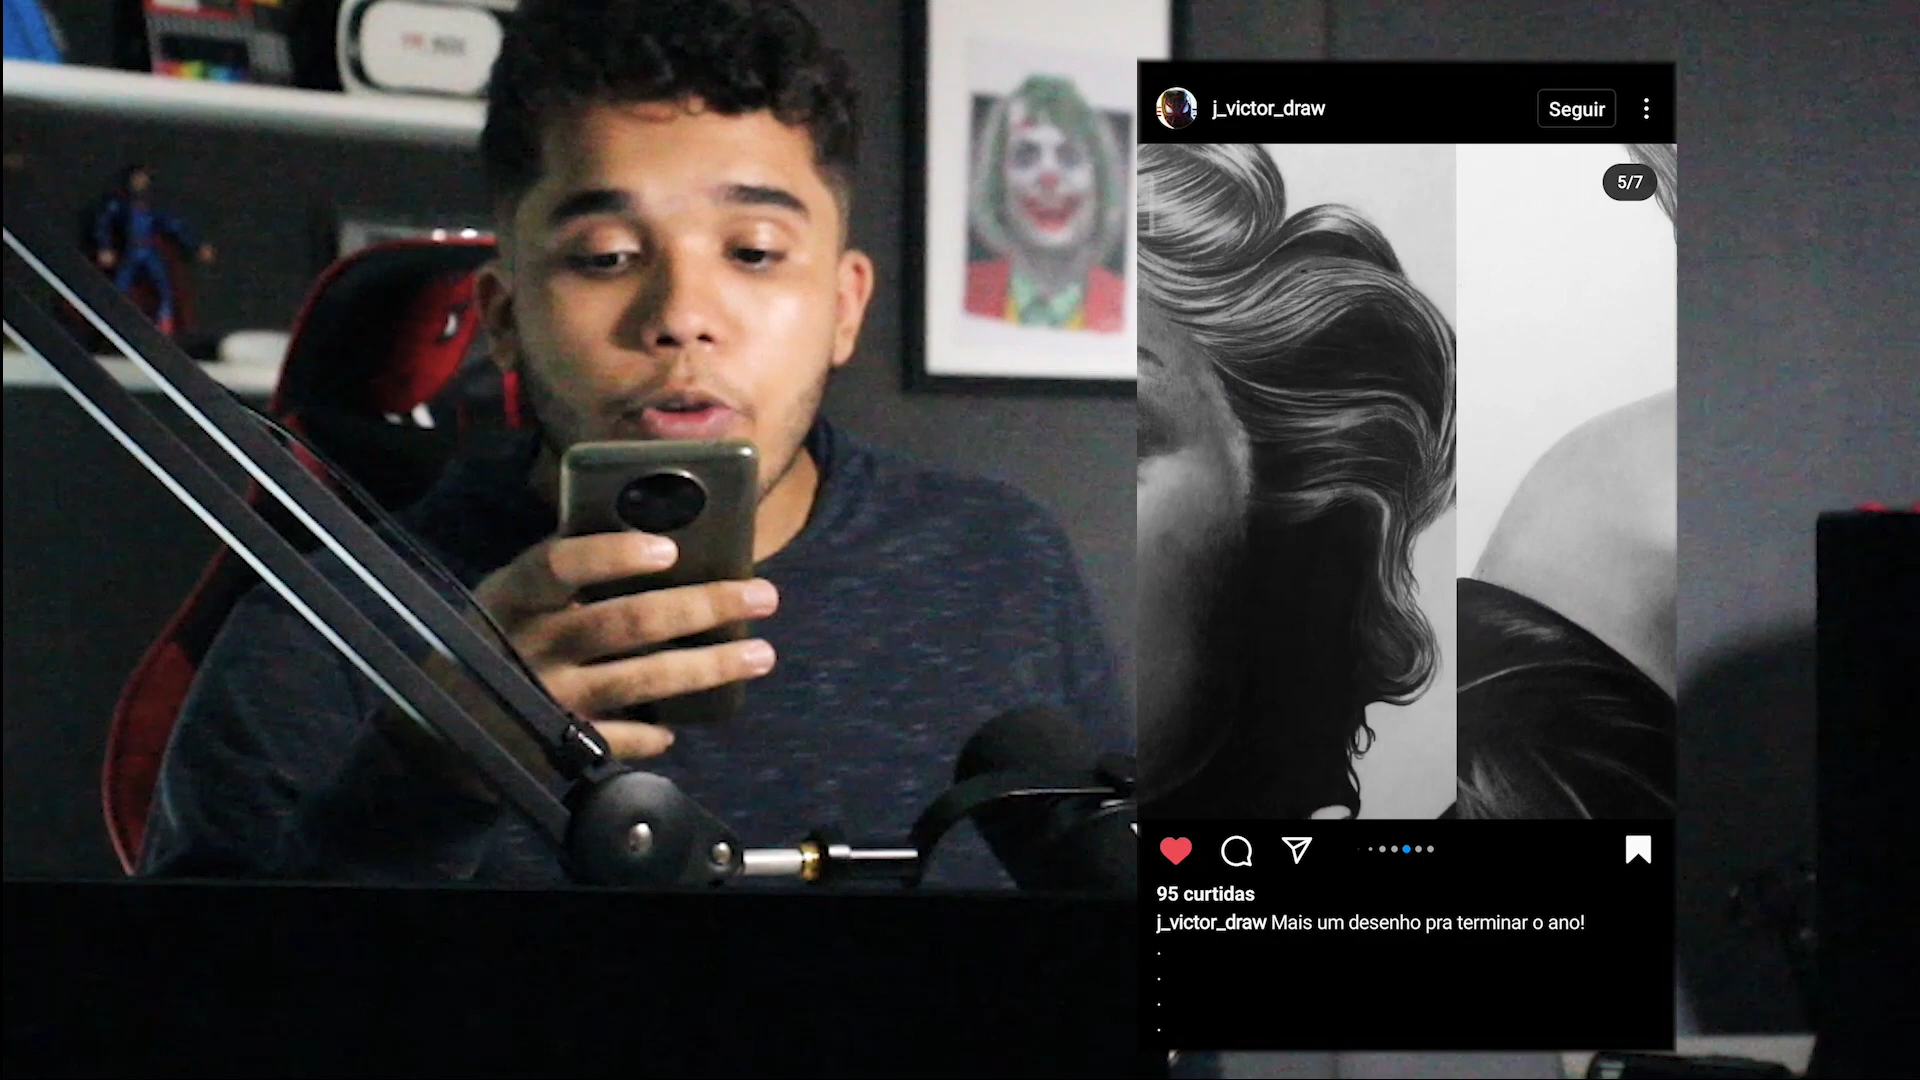 j_victor_draw
Seguir
5/7
95 curtidas
j_victor_draw Mais um desenho pra terminar o ano!
.
.
.
.